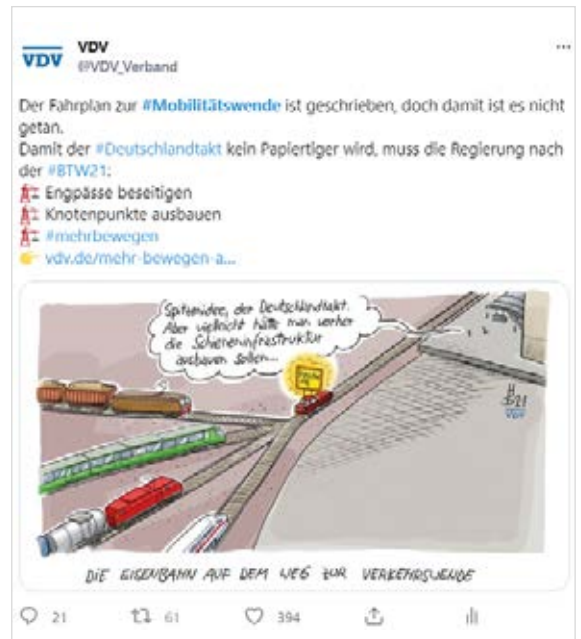 VDV
VDV
@VDV_Verband
Der Fahrplan zur #Mobilitätswende ist geschrieben, doch damit ist es nicht
getan.
Damit der #Deutschlandtakt kein Papiertiger wird, muss die Regierung nach
der #BTW21:
Engpässe beseitigen
Knotenpunkte ausbauen
#mehrbewegen
vdv.de/mehr-bewegen-a...
Spitzenidee, der Deutschlandtakt.
Aber vielleicht hätte man vorher
die Schieneninfrastruktur
ausbauen sollen...
21
VDV
DIE EISENBAHN AUF DEM WEG ZUR VERKEHRSWENDE
21 61 394